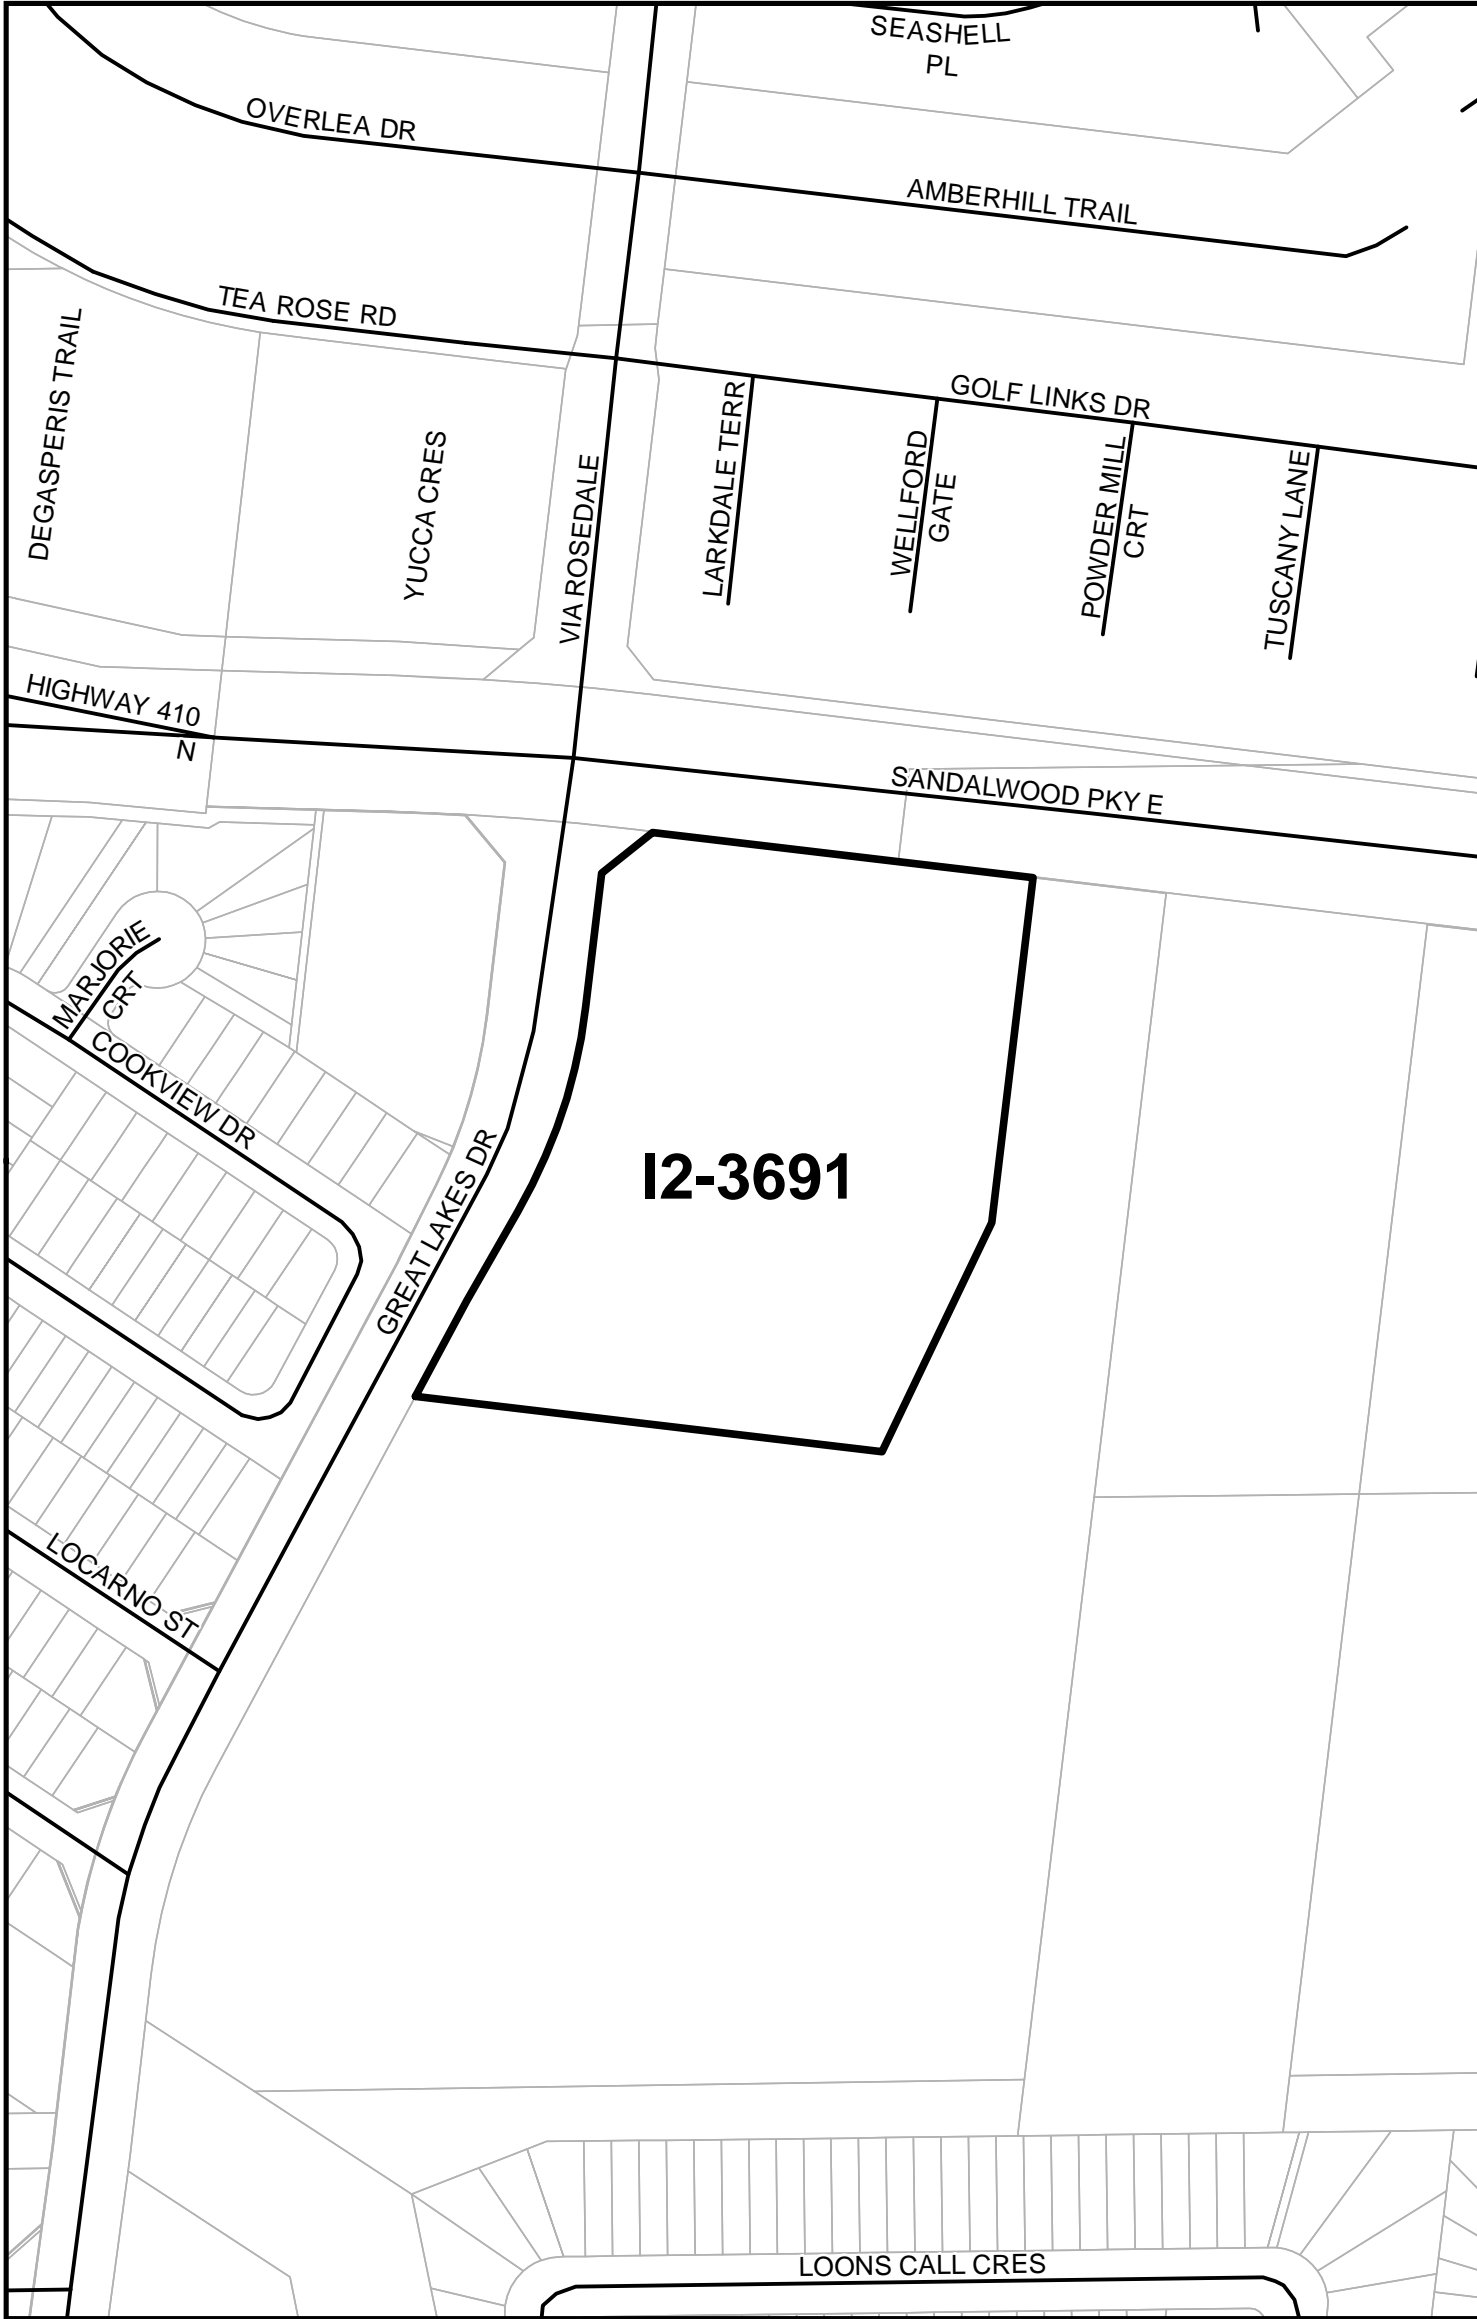 SEASHELL
PL
OVERLEA DR
AMBERHILL TRAIL
TEA ROSE RD
DEGASPERIS TRAIL
YUCCA CRES
VIA ROSEDALE
LARKDALE TERR
GOLF LINKS DR
WELLFORD
GATE
POWDER MILL
CRT
TUSCANY LANE
HIGHWAY 410
N
SANDALWOOD PKY E
MARJORIE
CRT
COOKVIEW DR
GREAT LAKES DR
I2-3691
LOCARNO ST
LOONS CALL CRES